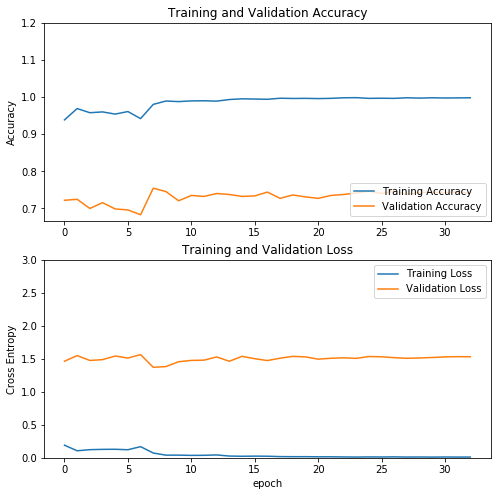 Training and Validation Accuracy
1.2
1.1
1.0
0.9
0.8
0.7
Accuracy
Training Accuracy
Validation Accuracy
0 5 10 15 20 25 30
Training and Validation Loss
3.0
2.5
2.0
1.5
1.0
0.5
0.0
Cross Entropy
Training Loss
Validation Loss
0 5 10 15 20 25 30
epoch